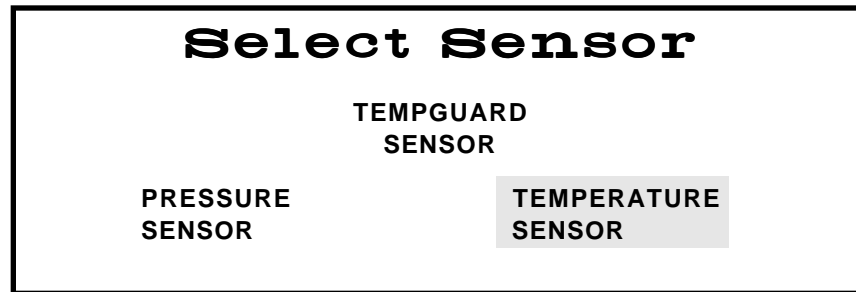 Select Sensor
TEMPGUARD
SENSOR
PRESSURE
SENSOR
TEMPERATURE
SENSOR